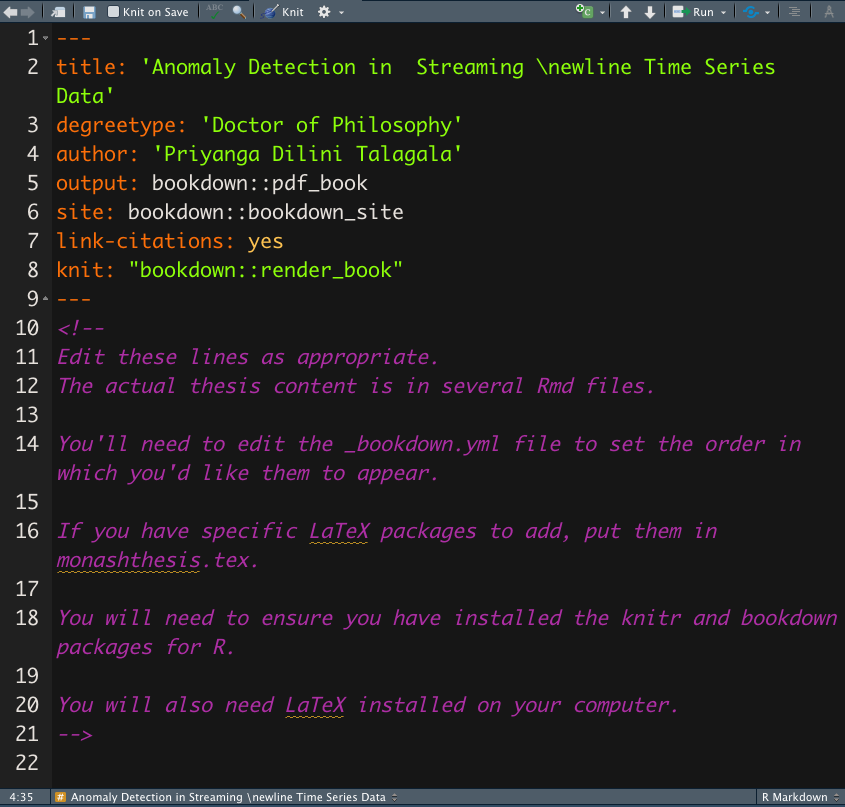 Knit on Save ABC Knit Run
1 ---
2 title: 'Anomaly Detection in  Streaming \newline Time Series
Data'
3 degreetype: 'Doctor of Philosophy'
4 author: 'Priyanga Dilini Talagala'
5 output: bookdown::pdf_book
6 site: bookdown::bookdown_site
7 link-citations: yes
8 knit: "bookdown::render_book"
9 ---
10 <!--
11 Edit these lines as appropriate.
12 The actual thesis content is in several Rmd files.
13
14 You'll need to edit the _bookdown.yml file to set the order in
which you'd like them to appear.
15
16 If you have specific LaTeX packages to add, put them in
monashthesis.tex.
17
18 You will need to ensure you have installed the knitr and bookdown
packages for R.
19
20 You will also need LaTeX installed on your computer.
21 -->
22
4:35 # Anomaly Detection in Streaming \newline Time Series Data R Markdown